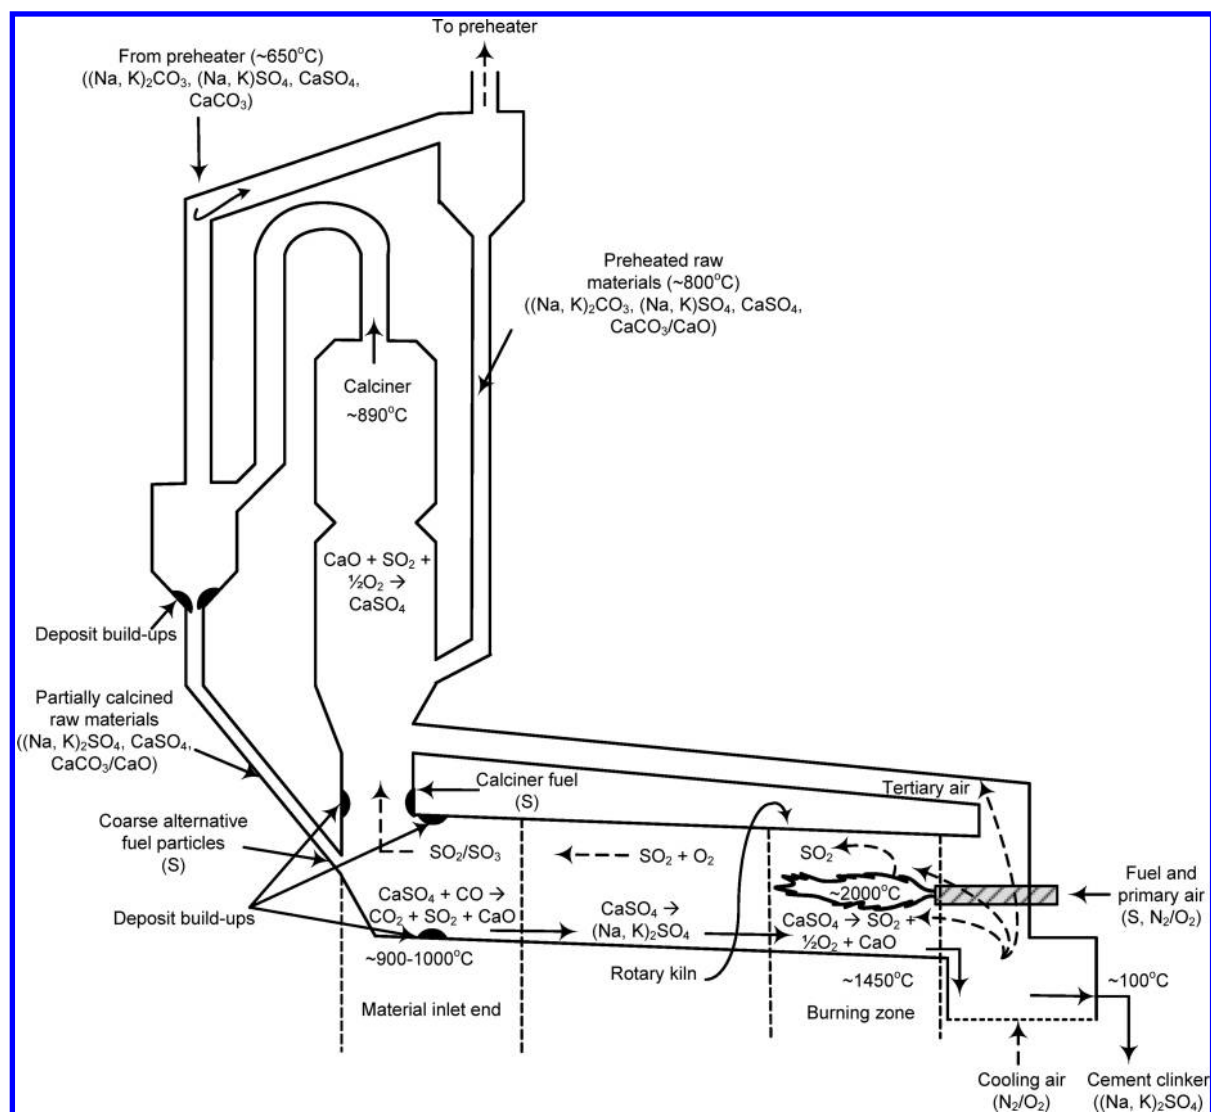 To preheater
From preheater (~650°C)
((Na, K)₂CO₃, (Na, K)SO₄, CaSO₄,
CaCO₃)
Preheated raw
materials (~800°C)
((Na, K)₂CO₃, (Na, K)SO₄, CaSO₄,
CaCO₃/CaO)
Calciner
~890°C
CaO + SO₂ +
½O₂ →
CaSO₄
Deposit build-ups
Partially calcined
raw materials
((Na, K)₂SO₄, CaSO₄,
CaCO₃/CaO)
Calciner fuel
(S)
Tertiary air
Coarse alternative
fuel particles
(S)
SO₂/SO₃
SO₂ + O₂
SO₂
~2000°C
Fuel and
primary air
(S, N₂/O₂)
Deposit build-ups
CaSO₄ + CO →
CO₂ + SO₂ + CaO
CaSO₄ →
(Na, K)₂SO₄
CaSO₄ → SO₂ +
½O₂ + CaO
~900-1000°C
Rotary kiln
~1450°C
~100°C
Material inlet end
Burning zone
Cooling air
(N₂/O₂)
Cement clinker
((Na, K)₂SO₄)